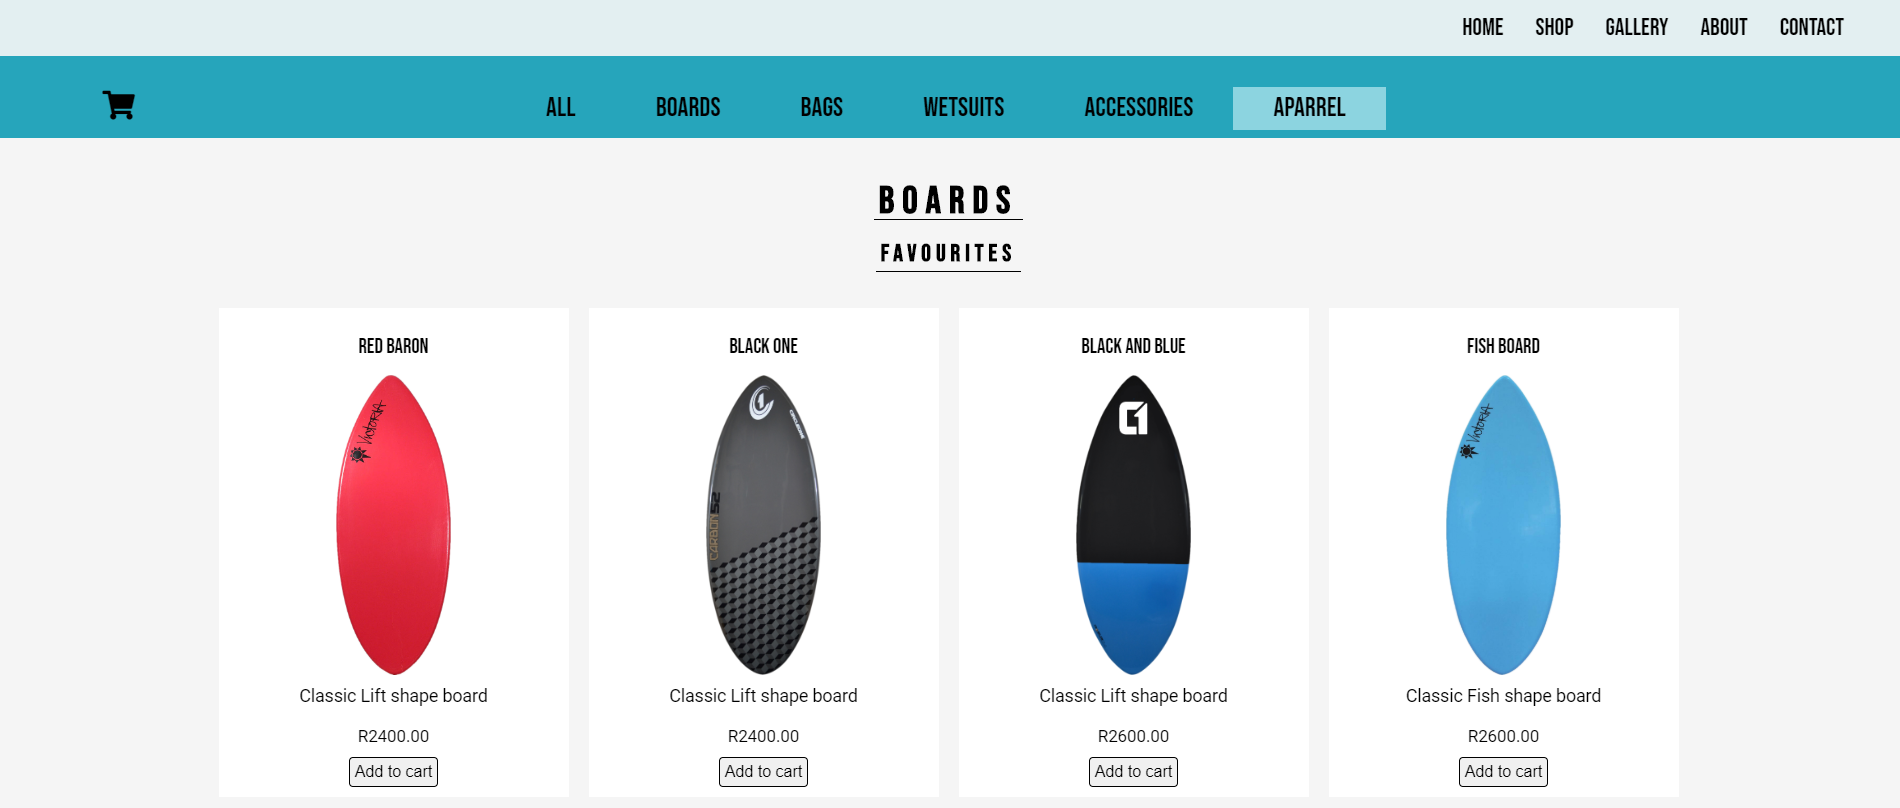 HOME SHOP GALLERY ABOUT CONTACT
ALL BOARDS BAGS WETSUITS ACCESSORIES APARREL
BOARDS
FAVOURITES
RED BARON
Victoria
Classic Lift shape board
R2400.00
Add to cart
BLACK ONE
1
CARBON 52
Classic Lift shape board
R2400.00
Add to cart
BLACK AND BLUE
Classic Lift shape board
R2600.00
Add to cart
FISH BOARD
Victoria
Classic Fish shape board
R2600.00
Add to cart